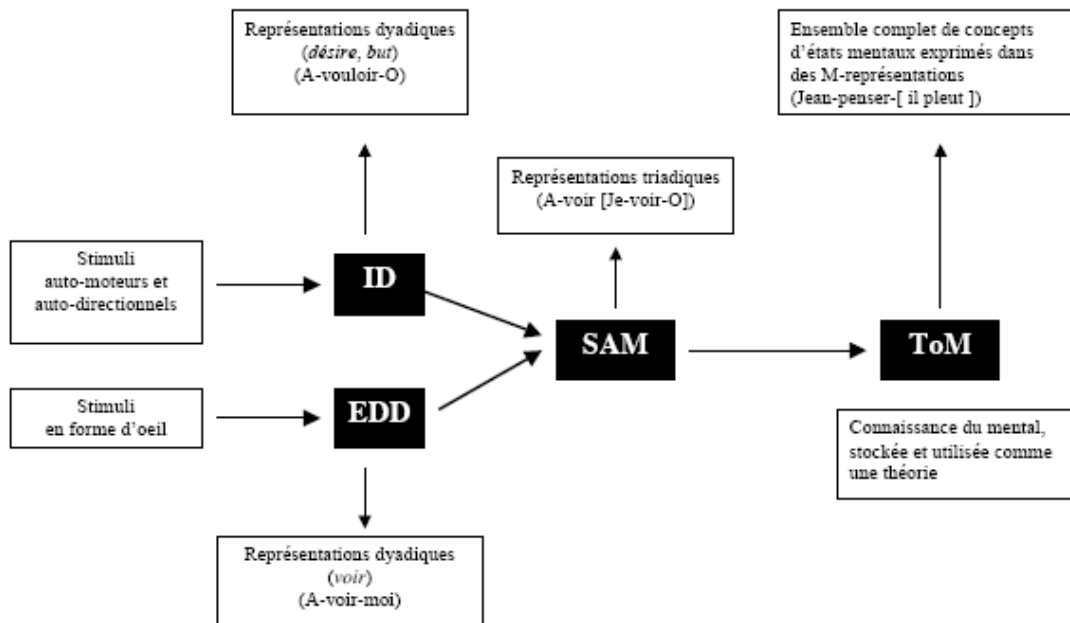 Représentations dyadiques
(désire, but)
(A-vouloir-O)
Ensemble complet de concepts
d'états mentaux exprimés dans
des M-représentations
(Jean-penser-[ il pleut ])
Représentations triadiques
(A-voir [Je-voir-O])
Stimuli
auto-moteurs et
auto-directionnels
ID
SAM
ToM
Stimuli
en forme d'oeil
EDD
Connaissance du mental,
stockée et utilisée comme
une théorie
Représentations dyadiques
(voir)
(A-voir-moi)